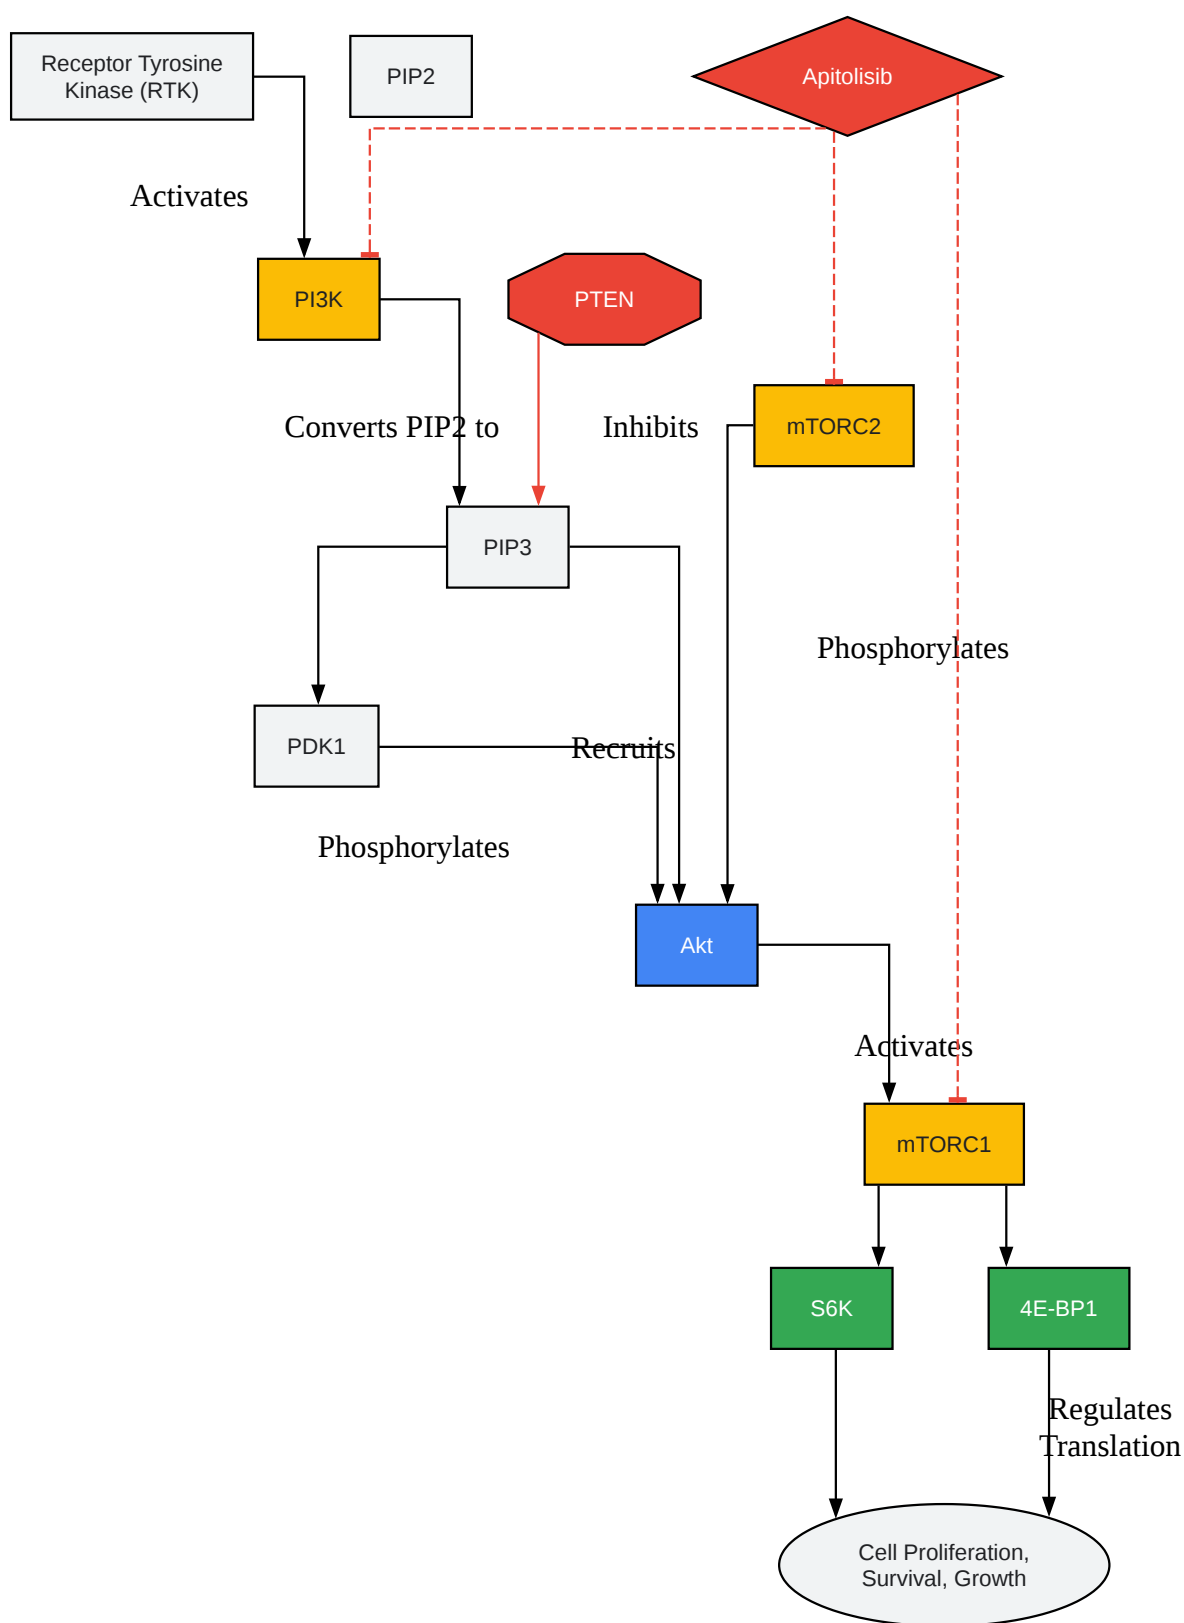 Receptor Tyrosine
Kinase (RTK)
PIP2
Apitolisib
Activates
PI3K
PTEN
Converts PIP2 to
Inhibits
mTORC2
PIP3
Phosphorylates
PDK1
Recruits
Phosphorylates
Akt
Activates
mTORC1
S6K
4E-BP1
Regulates
Translation
Cell Proliferation,
Survival, Growth